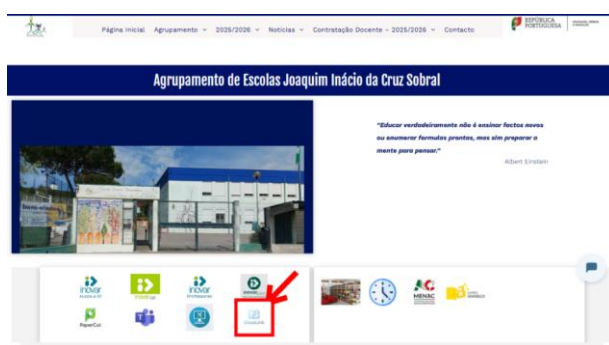 Página Inicial Agrupamento 2025/2026 Notícias Contratação Docente - 2025/2026 Contacto
REPÚBLICA
PORTUGUESA
Agrupamento de Escolas Joaquim Inácio da Cruz Sobral
"Educar verdadeiramente não é ensinar factos novos
ou enumerar formulas prontas, mas sim preparar a
mente para pensar."
Albert Einstein
inovar
inovar
PaperCut
MENAC